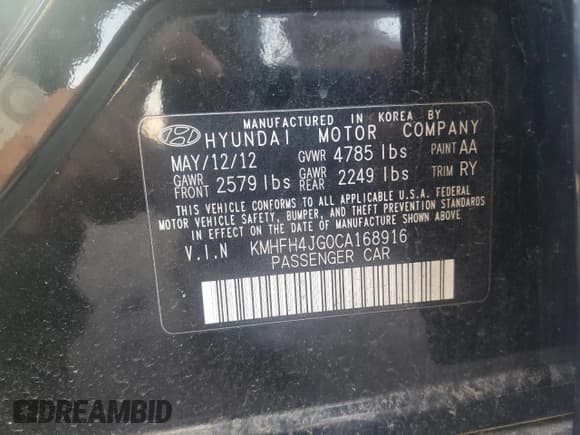 MANUFACTURED IN KOREA BY
HYUNDAI MOTOR COMPANY
MAY/12/12 GVWR 4785 lbs PAINT AA
GAWR FRONT 2579 lbs GAWR REAR 2249 lbs TRIM RY
THIS VEHICLE CONFORMS TO ALL APPLICABLE U.S.A. FEDERAL
MOTOR VEHICLE SAFETY, BUMPER, AND THEFT PREVENTION STANDARDS
IN EFFECT ON THE DATE OF MANUFACTURE SHOWN ABOVE.
V.I.N KMHFH4JG0CA168916
PASSENGER CAR
DREAMBID